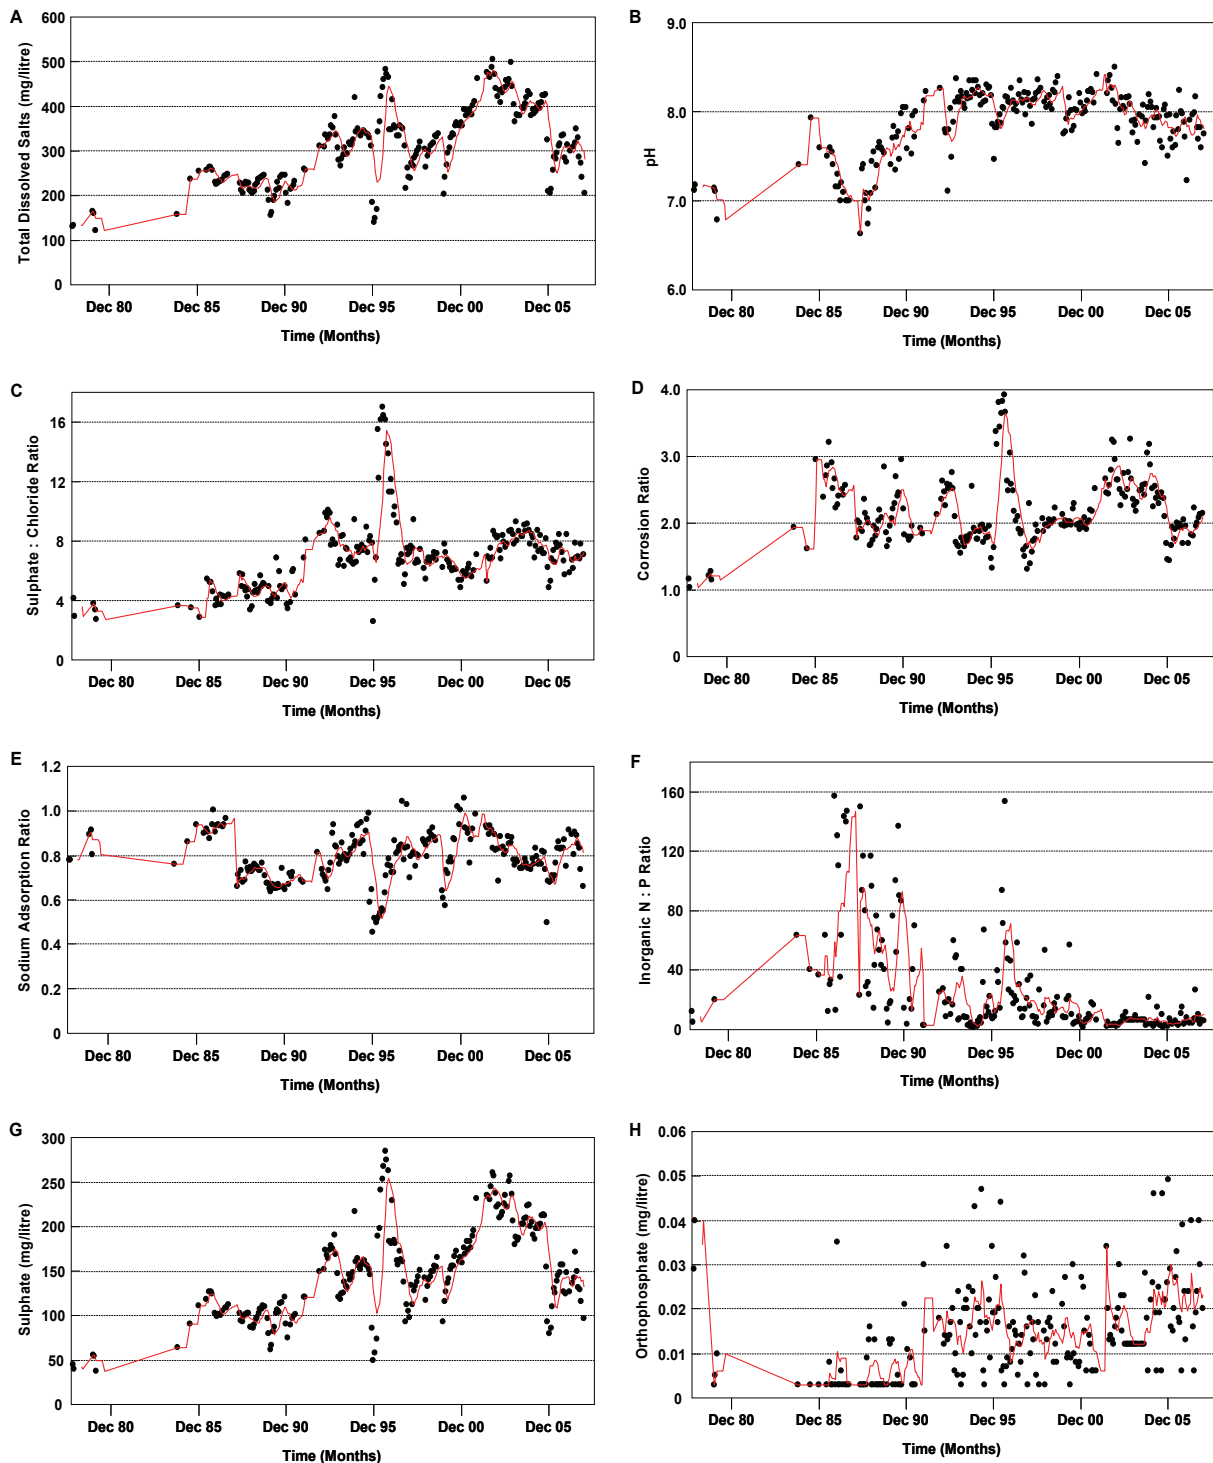 A
Total Dissolved Salts (mg/litre)
600
500
400
300
200
100
0
Dec 80 Dec 85 Dec 90 Dec 95 Dec 00 Dec 05
Time (Months)
B
pH
9.0
8.0
7.0
6.0
Dec 80 Dec 85 Dec 90 Dec 95 Dec 00 Dec 05
Time (Months)
C
Sulphate : Chloride Ratio
16
12
8
4
0
Dec 80 Dec 85 Dec 90 Dec 95 Dec 00 Dec 05
Time (Months)
D
Corrosion Ratio
4.0
3.0
2.0
1.0
0
Dec 80 Dec 85 Dec 90 Dec 95 Dec 00 Dec 05
Time (Months)
E
Sodium Adsorption Ratio
1.2
1.0
0.8
0.6
0.4
0.2
0
Dec 80 Dec 85 Dec 90 Dec 95 Dec 00 Dec 05
Time (Months)
F
Inorganic N : P Ratio
160
120
80
40
0
Dec 80 Dec 85 Dec 90 Dec 95 Dec 00 Dec 05
Time (Months)
G
Sulphate (mg/litre)
300
250
200
150
100
50
0
Dec 80 Dec 85 Dec 90 Dec 95 Dec 00 Dec 05
Time (Months)
H
Orthophosphate (mg/litre)
0.06
0.05
0.04
0.03
0.02
0.01
0
Dec 80 Dec 85 Dec 90 Dec 95 Dec 00 Dec 05
Time (Months)